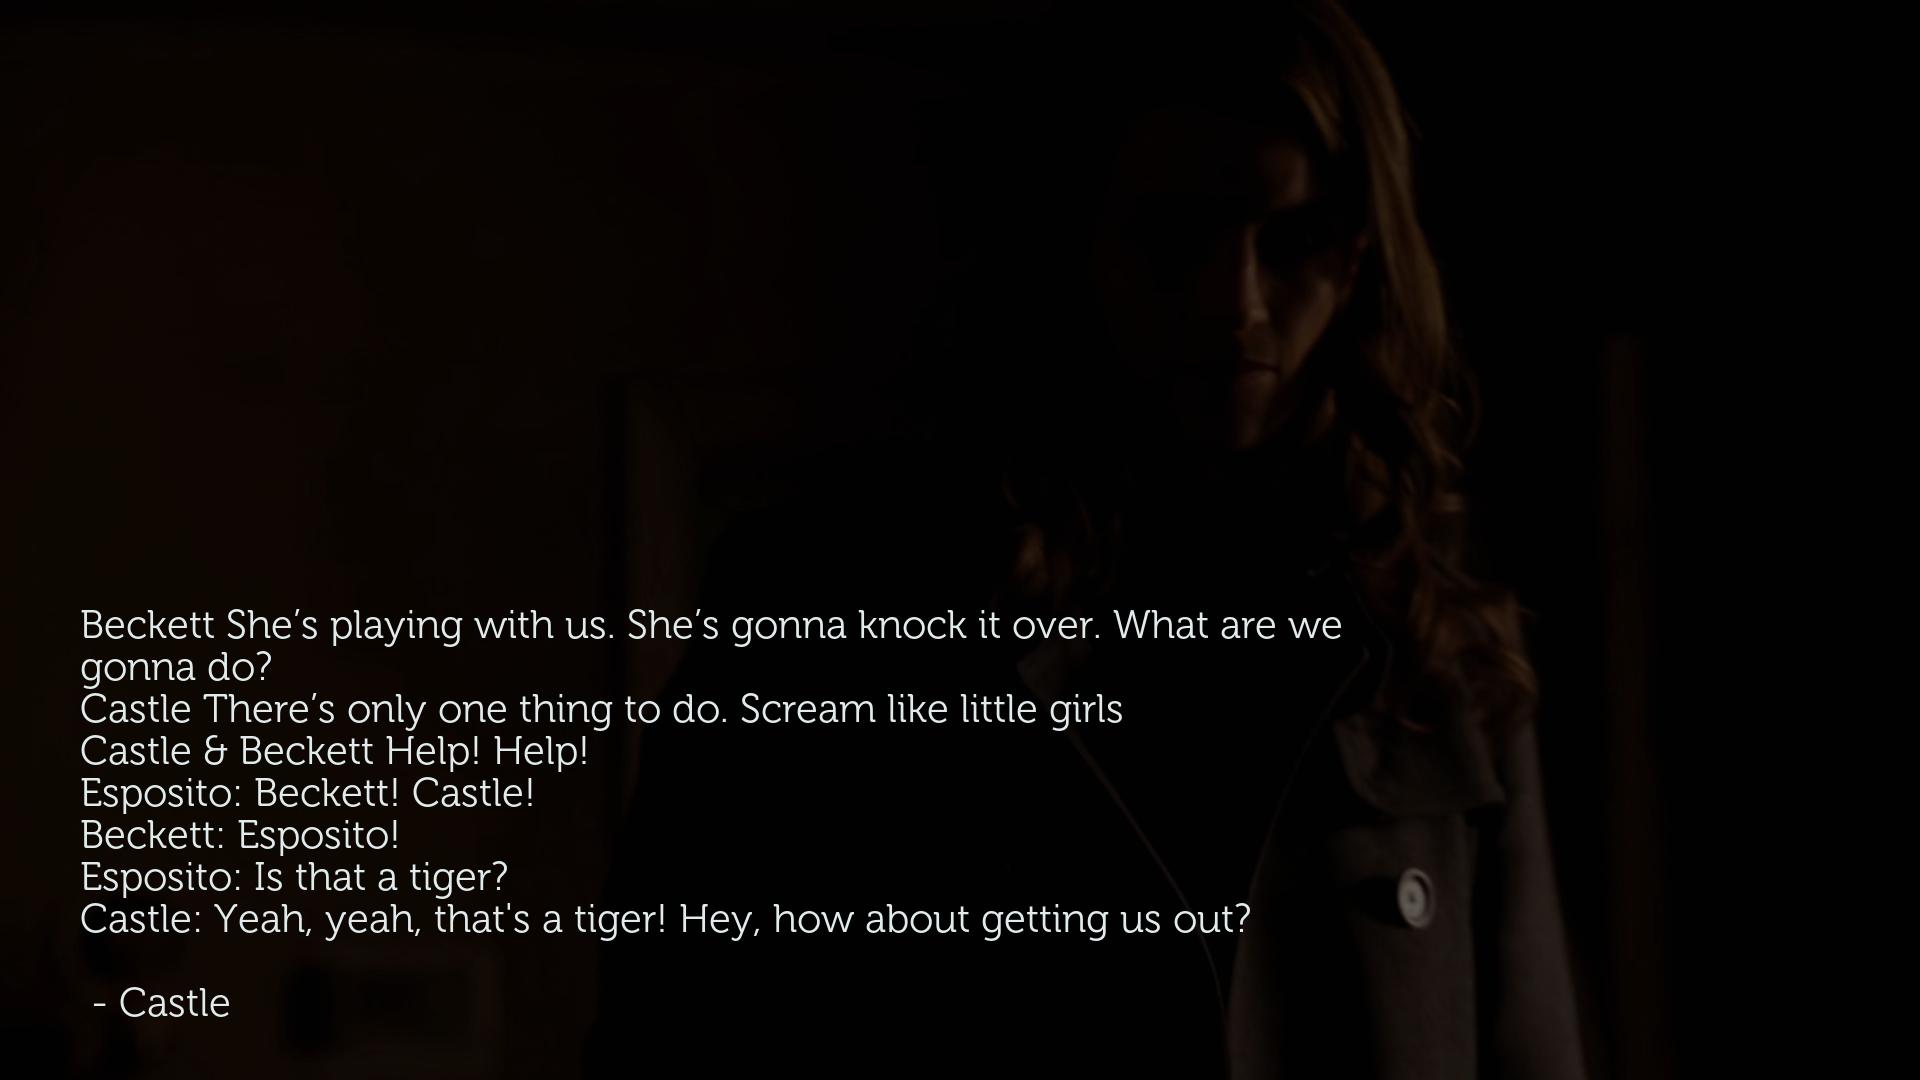 Beckett She’s playing with us. She’s gonna knock it over. What are we
gonna do?
Castle There’s only one thing to do. Scream like little girls
Castle & Beckett Help! Help!
Esposito: Beckett! Castle!
Beckett: Esposito!
Esposito: Is that a tiger?
Castle: Yeah, yeah, that's a tiger! Hey, how about getting us out?
- Castle